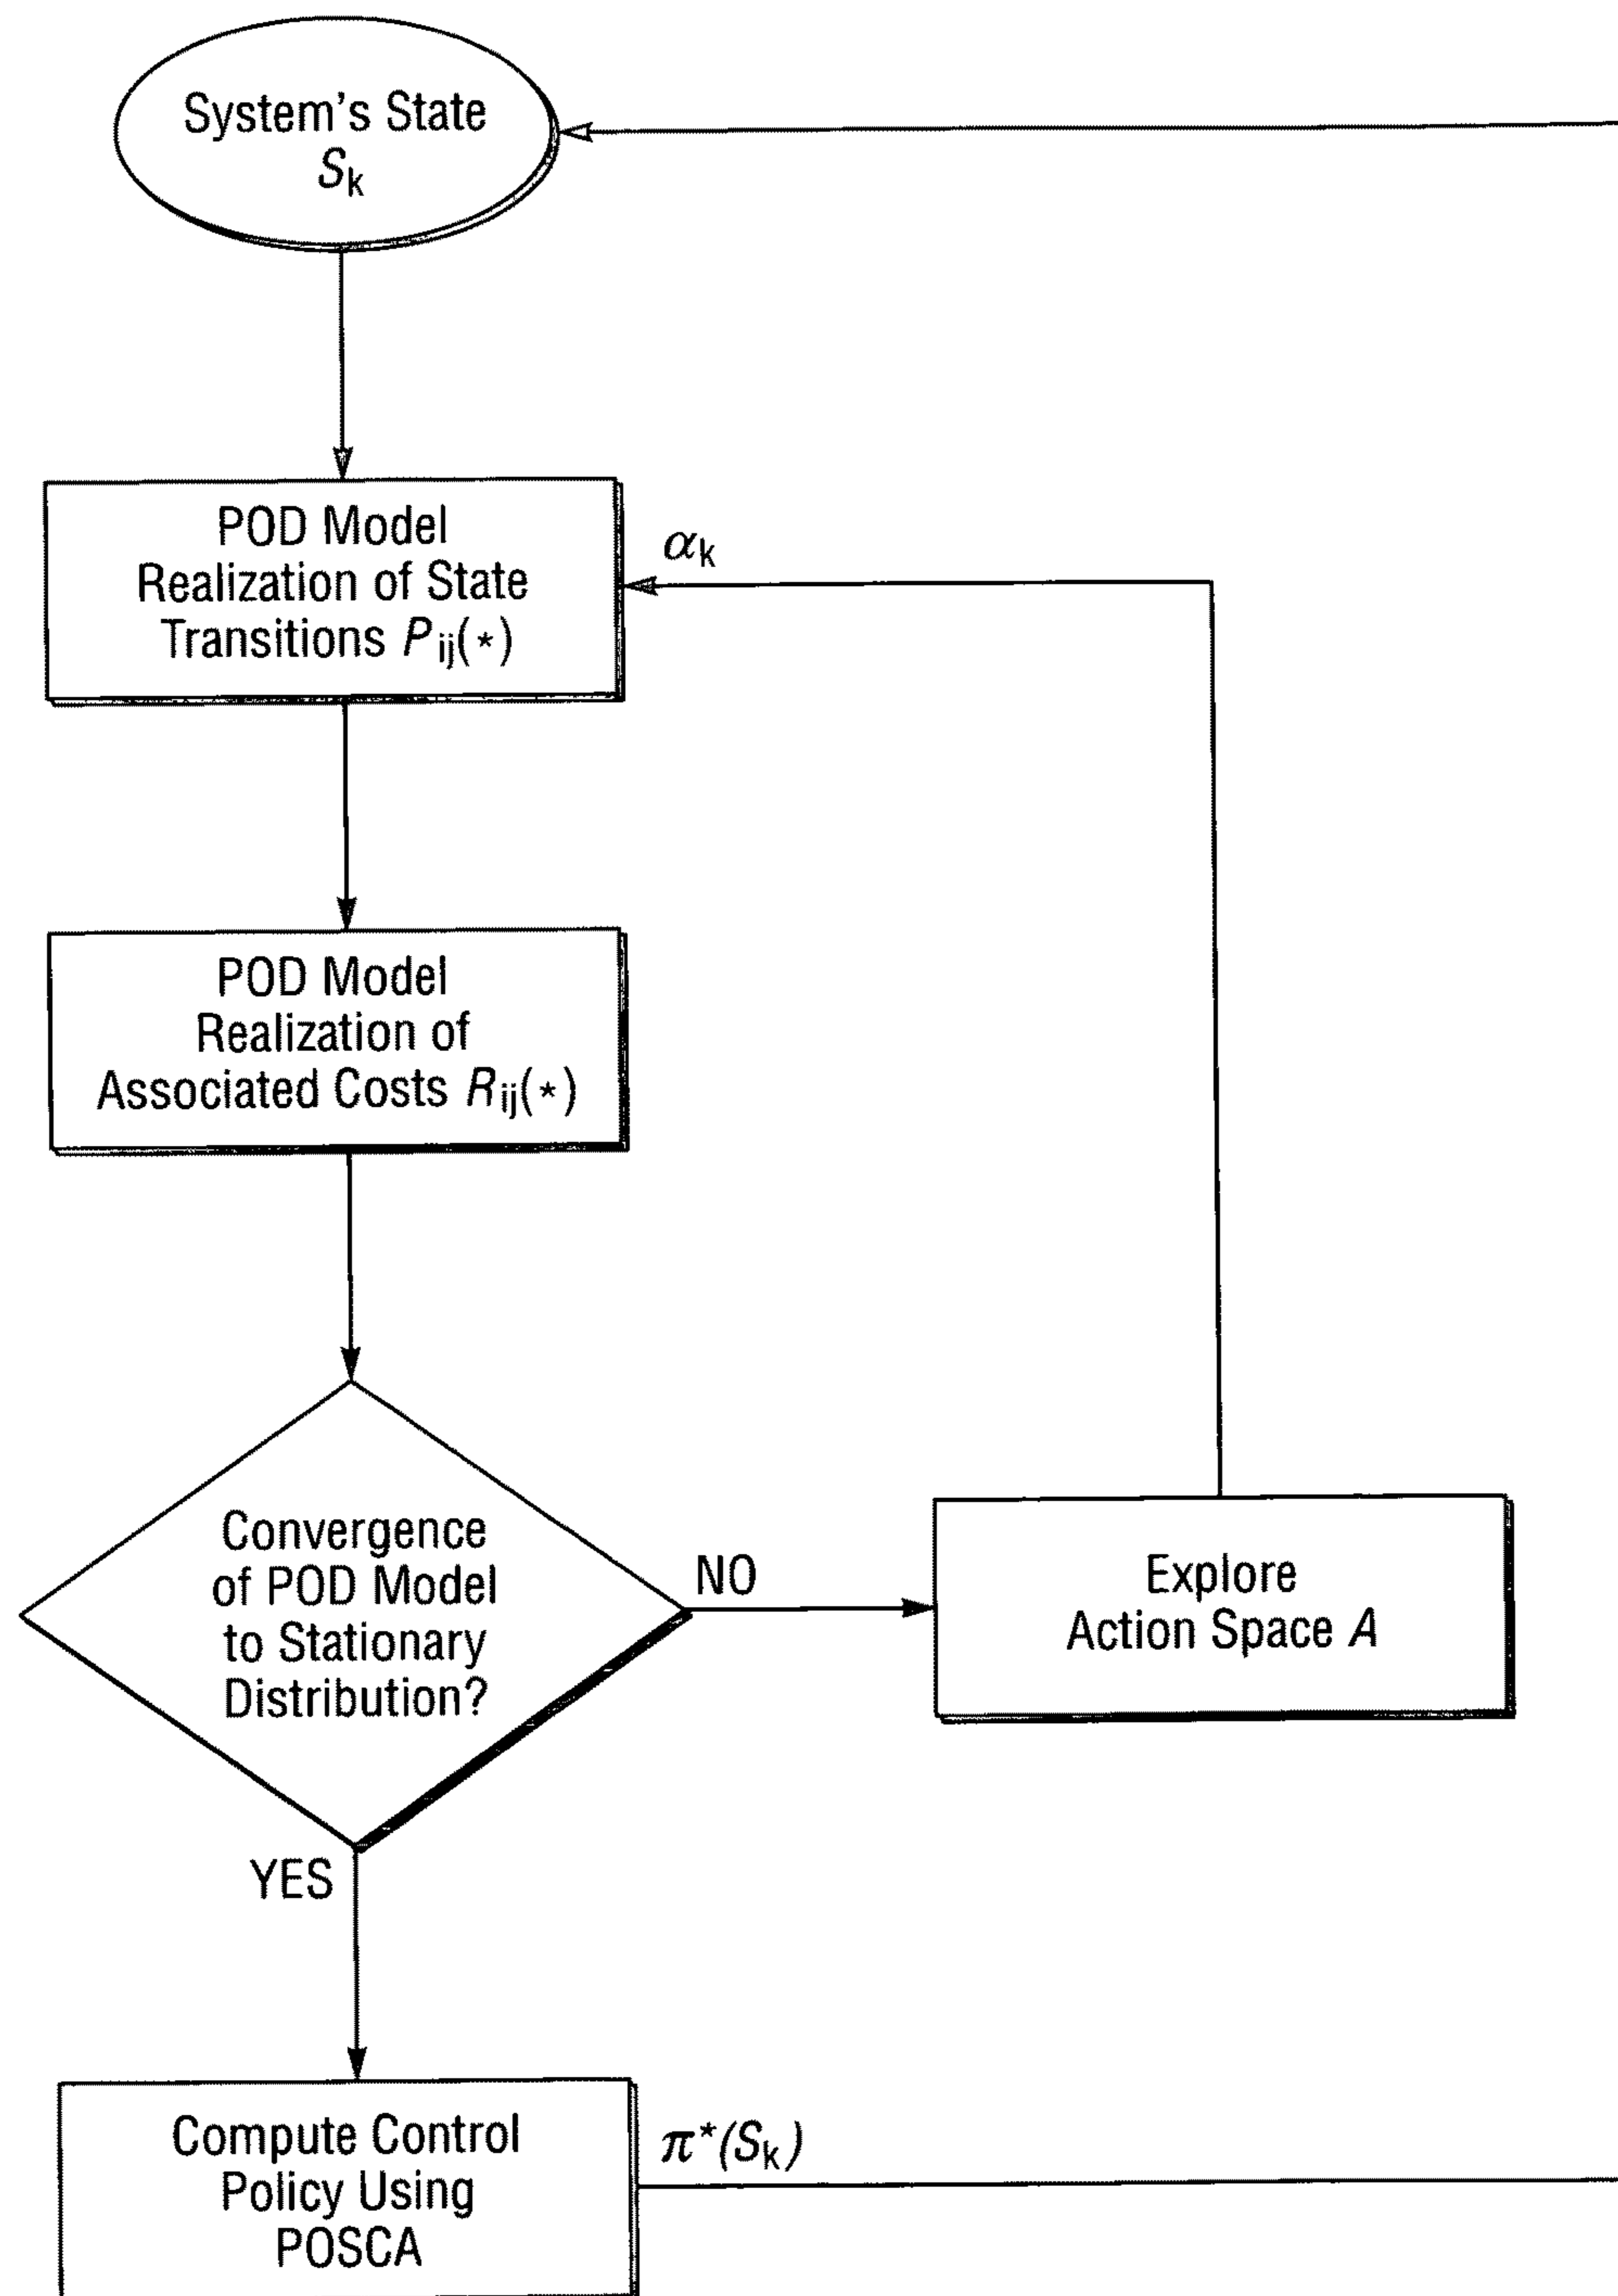 System's State
Sk
POD Model
Realization of State
Transitions Pij(*)
αk
POD Model
Realization of
Associated Costs Rij(*)
Convergence
of POD Model
to Stationary
Distribution?
NO
Explore
Action Space A
YES
Compute Control
Policy Using
POSCA
π*(Sk)